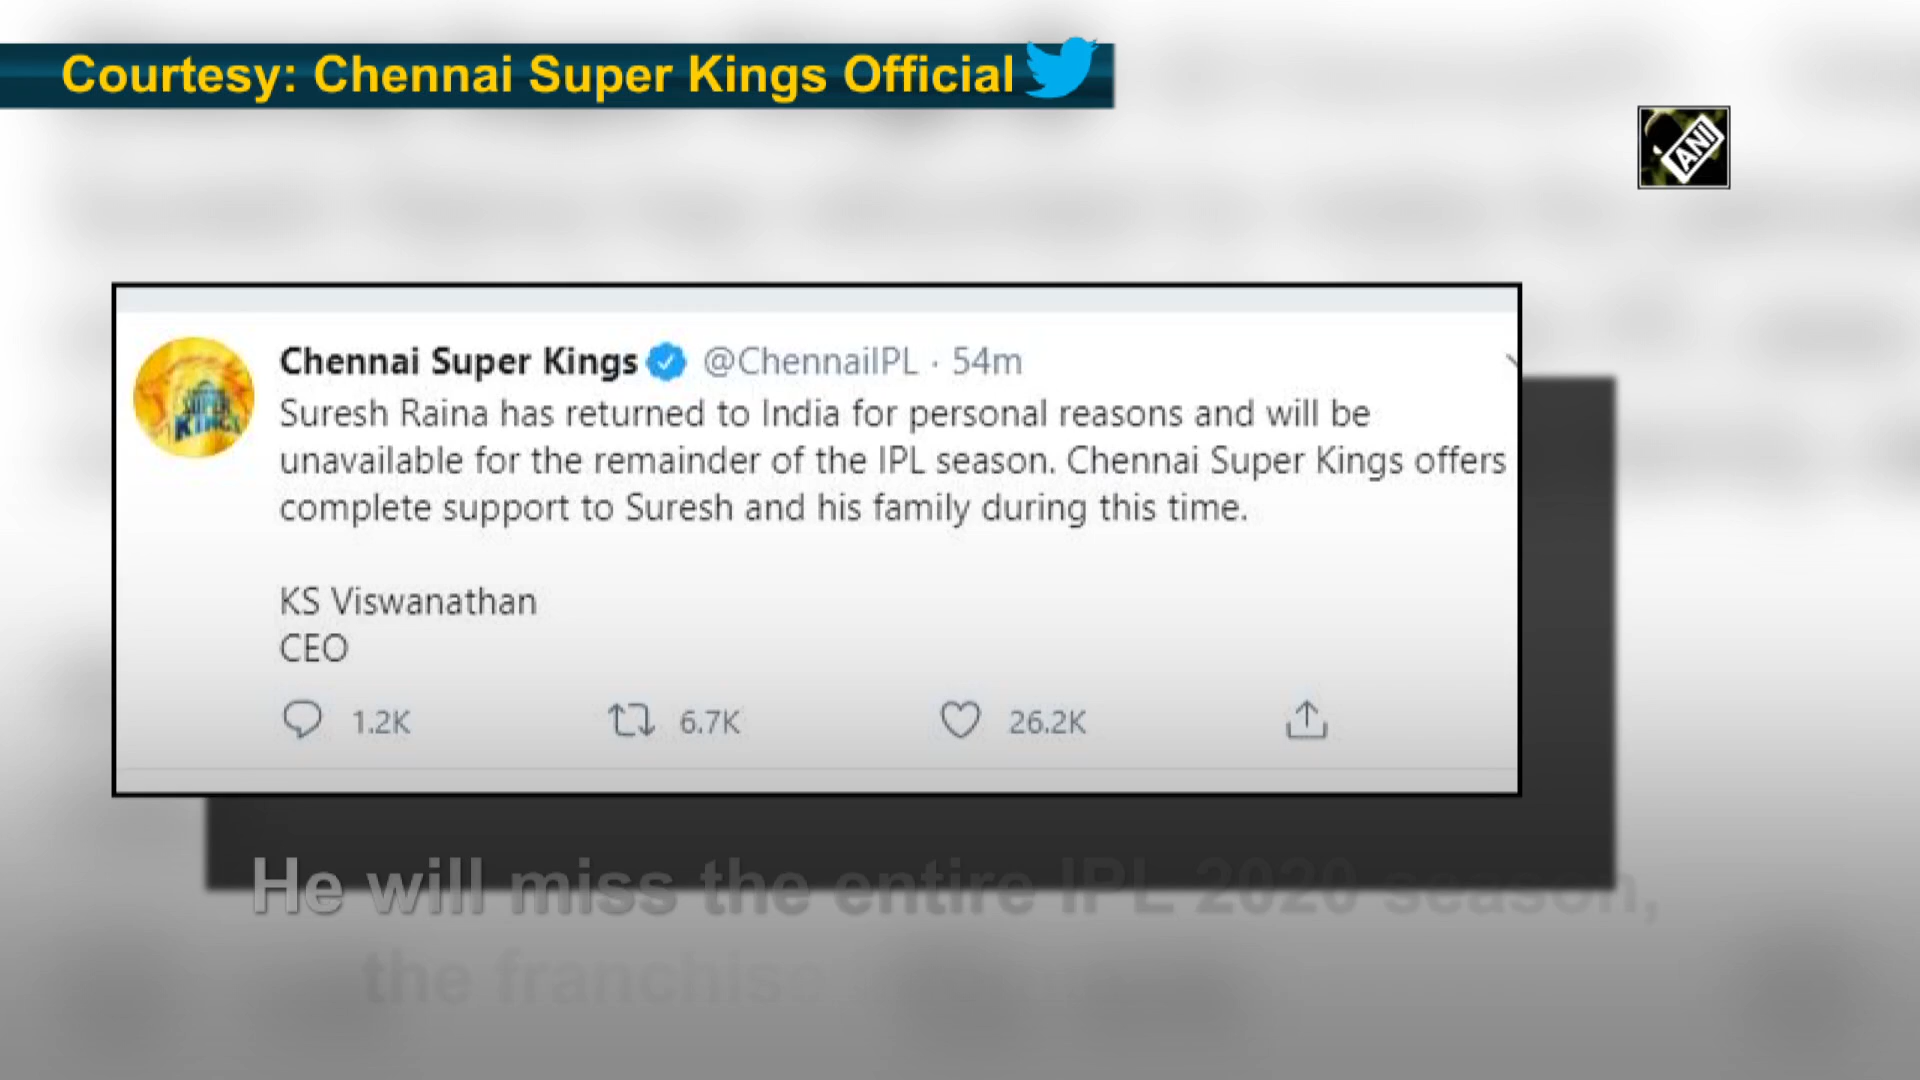 Courtesy: Chennai Super Kings Official
ANI
Chennai Super Kings @ChennaiIPL · 54m
SUPER
KINGS
Suresh Raina has returned to India for personal reasons and will be
unavailable for the remainder of the IPL season. Chennai Super Kings offers
complete support to Suresh and his family during this time.
KS Viswanathan
CEO
1.2K 6.7K 26.2K
He will miss the entire IPL 2020 season,
the franchise